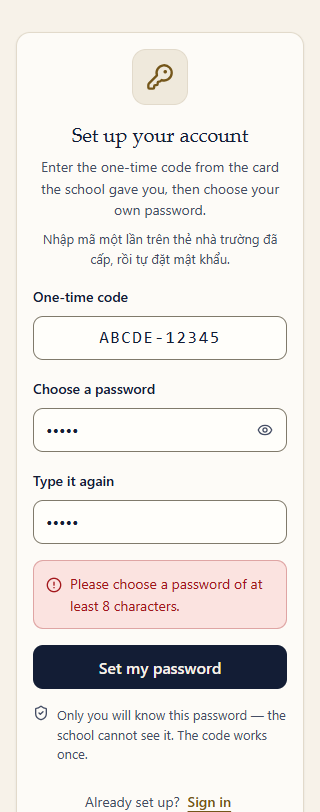 Set up your account
Enter the one-time code from the card
the school gave you, then choose your
own password.
Nhập mã một lần trên thẻ nhà trường đã
cấp, rồi tự đặt mật khẩu.
One-time code
ABCDE-12345
Choose a password
•••••
Type it again
•••••
Please choose a password of at
least 8 characters.
Set my password
Only you will know this password — the
school cannot see it. The code works
once.
Already set up? Sign in